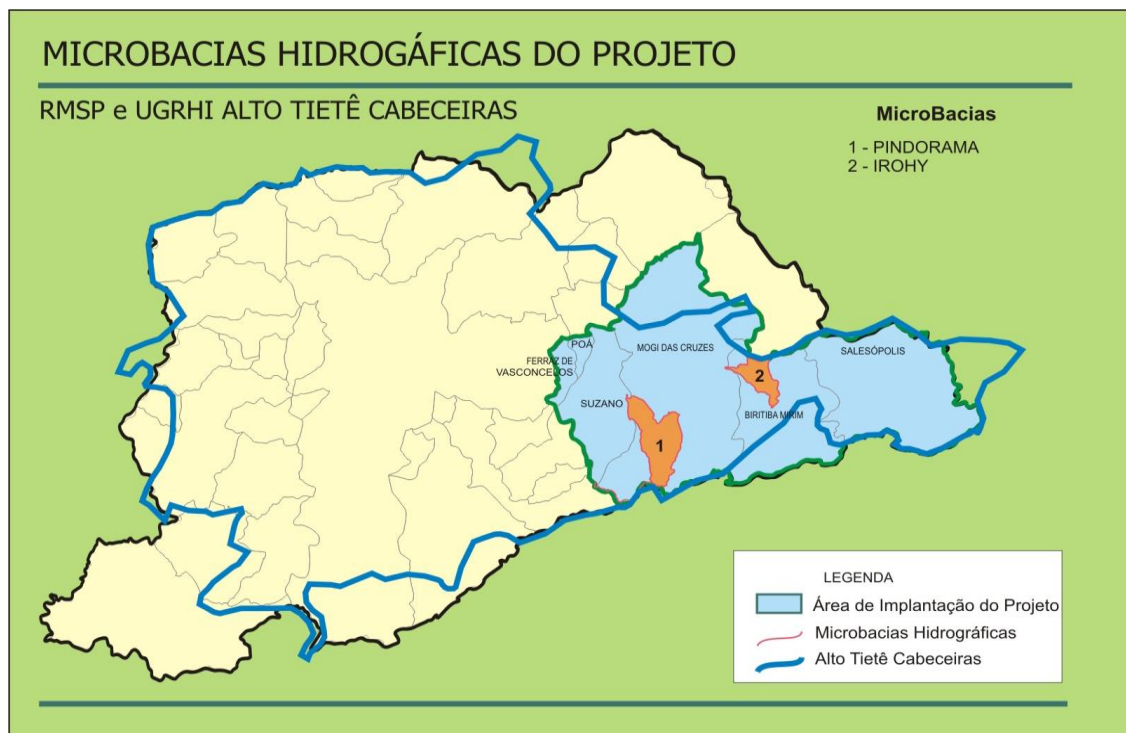 MICROBACIAS HIDROGÁFICAS DO PROJETO
RMSP e UGRHI ALTO TIETÊ CABECEIRAS
MicroBacias
1 - PINDORAMA
2 - IROHY
POÁ
FERRAZ DE
VASCONCELOS
MOGI DAS CRUZES
SALESÓPOLIS
SUZANO
2
BIRITIBA MIRIM
1
LEGENDA
Área de Implantação do Projeto
Microbacias Hidrográficas
Alto Tietê Cabeceiras